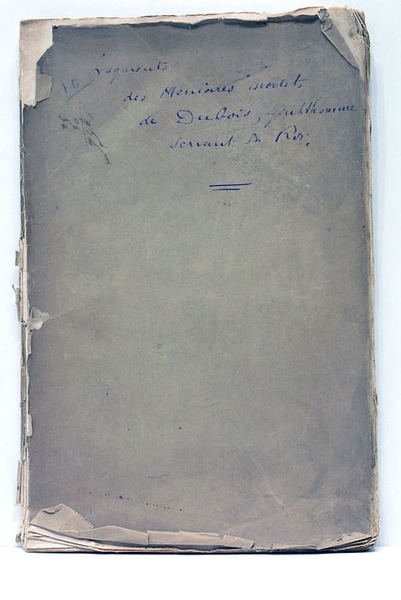 Fragments
des Mémoires inédits
de Dubois, gentilhomme
servant du Roi.